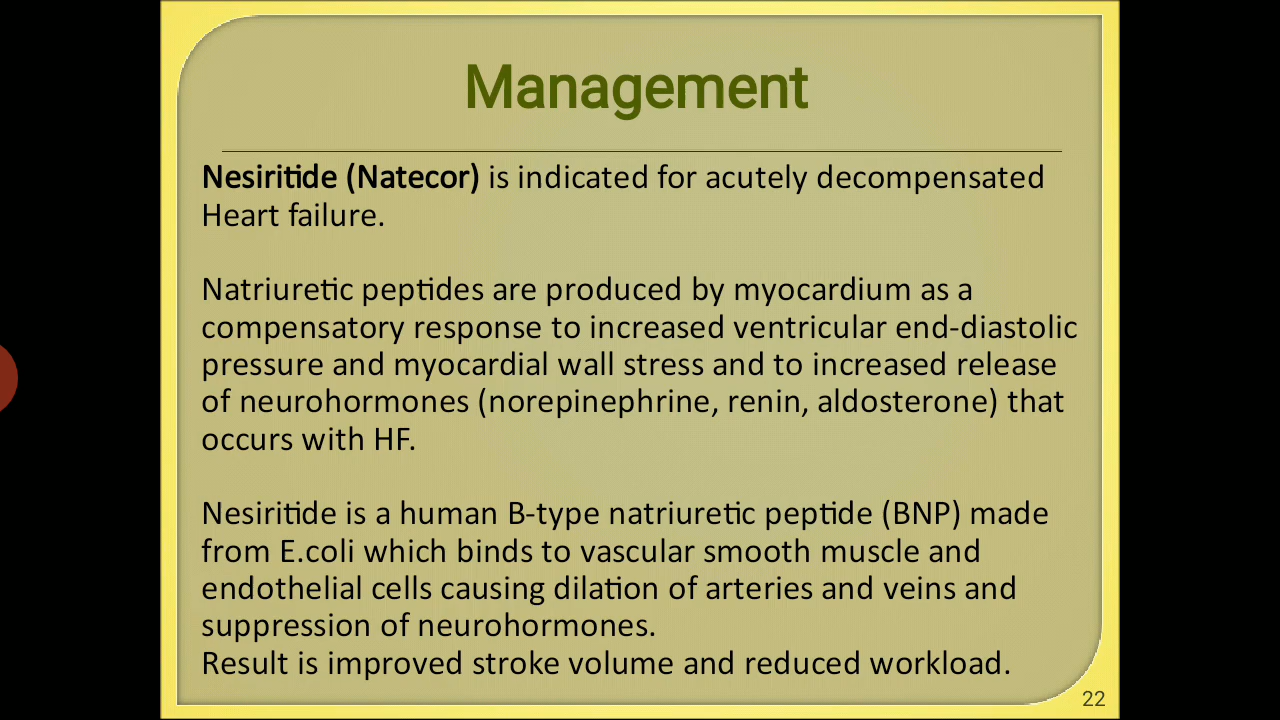 Management
Nesiritide (Natecor) is indicated for acutely decompensated
Heart failure.
Natriuretic peptides are produced by myocardium as a
compensatory response to increased ventricular end-diastolic
pressure and myocardial wall stress and to increased release
of neurohormones (norepinephrine, renin, aldosterone) that
occurs with HF.
Nesiritide is a human B-type natriuretic peptide (BNP) made
from E.coli which binds to vascular smooth muscle and
endothelial cells causing dilation of arteries and veins and
suppression of neurohormones.
Result is improved stroke volume and reduced workload.
22